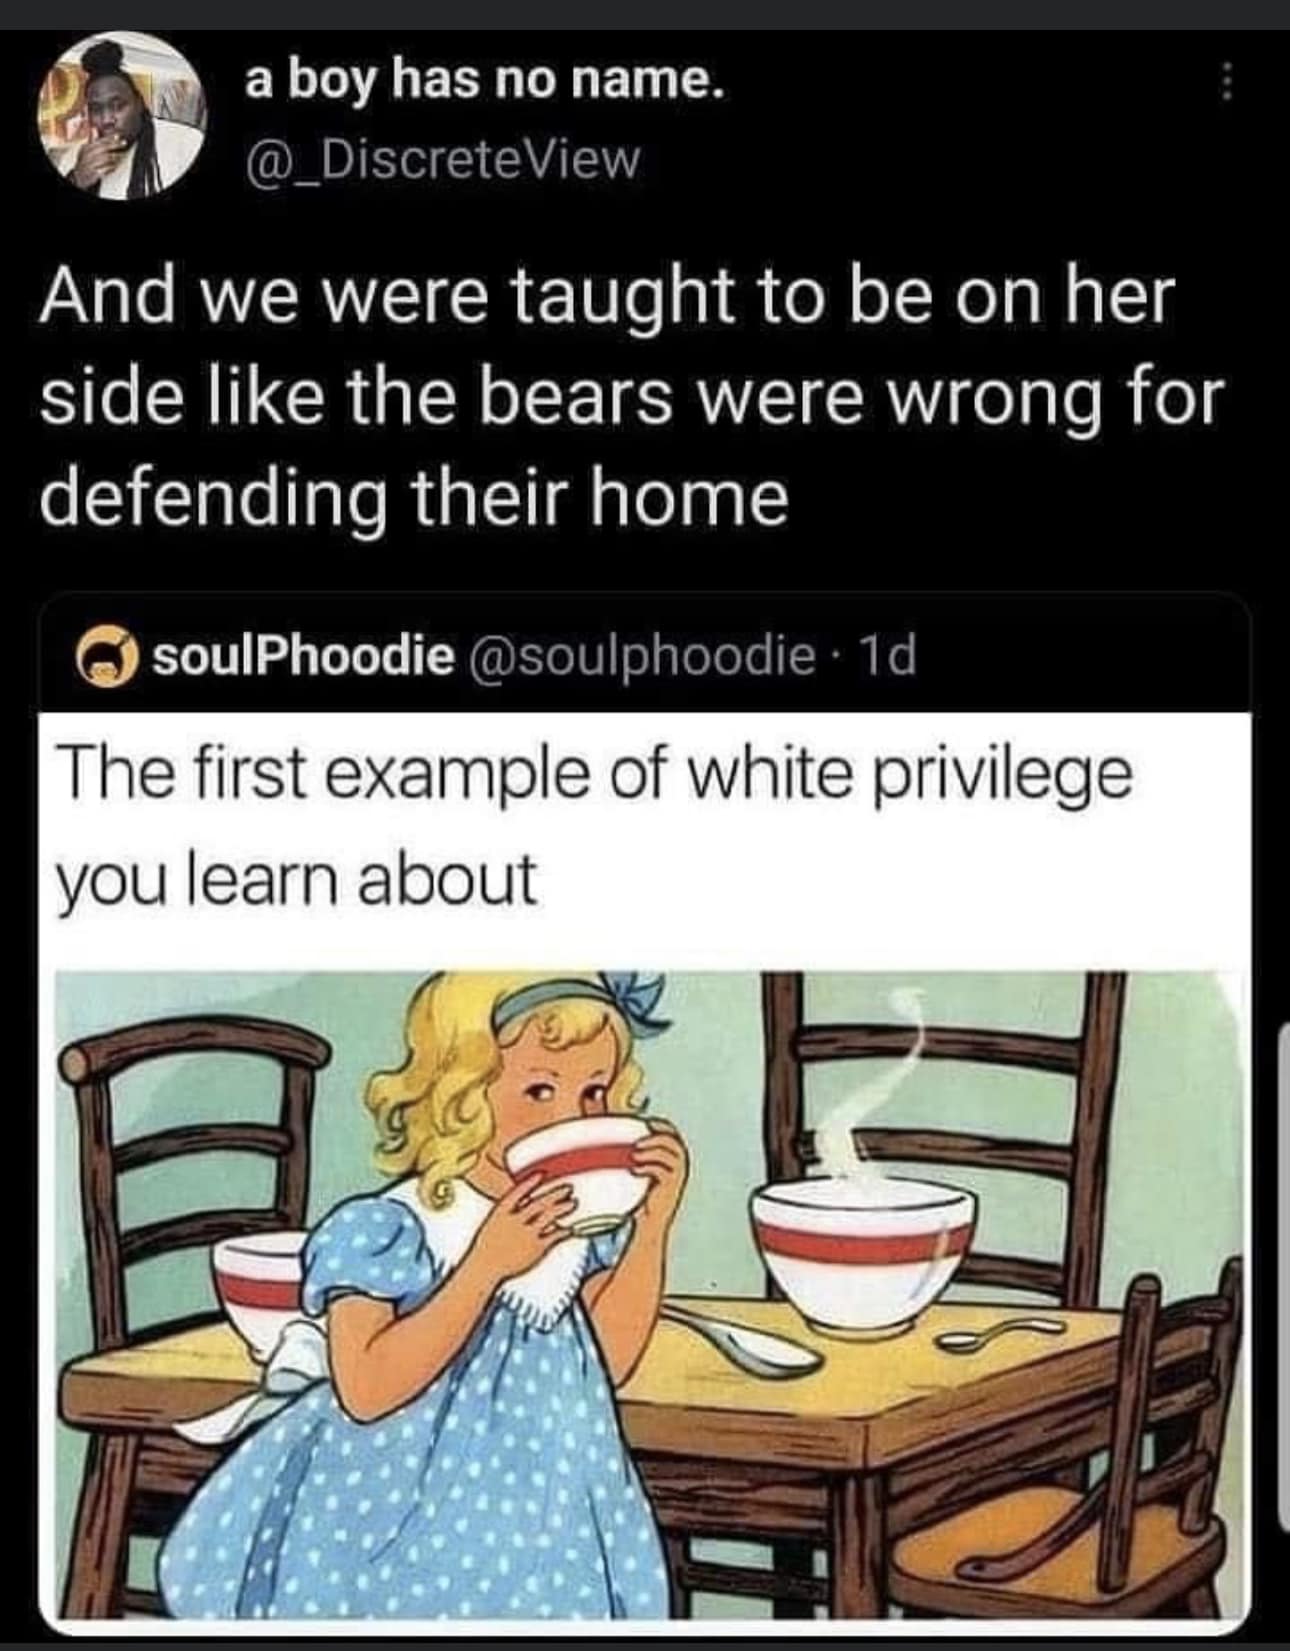 a boy has no name.
@_DiscreteView
And we were taught to be on her
side like the bears were wrong for
defending their home
soulPhoodie @soulphoodie · 1d
The first example of white privilege
you learn about